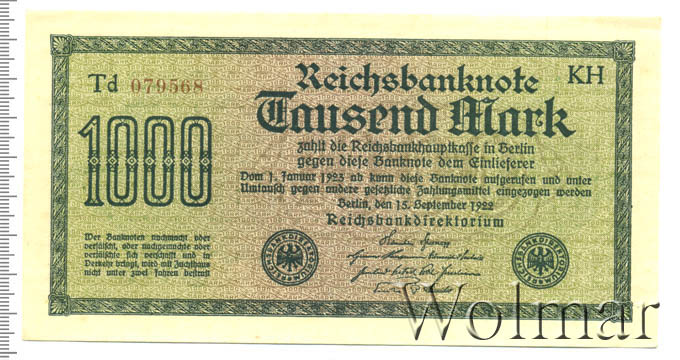 Td 079568
KH
Reichsbanknote
Tausend Mark
1000
zahlt die Reichsbankhauptkasse in Berlin
gegen diese Banknote dem Einlieferer
Vom 1. Januar 1923 ab kann diese Banknote aufgerufen und unter
Umtausch gegen andere gesetzliche Zahlungsmittel eingezogen werden
Berlin, den 15. September 1922
Reichsbankdirektorium
Wer Banknoten nachmacht oder
verfälscht, oder nachgemachte oder
verfälschte sich verschafft und in
Verkehr bringt, wird mit Zuchthaus
nicht unter zwei Jahren bestraft
Wolmar